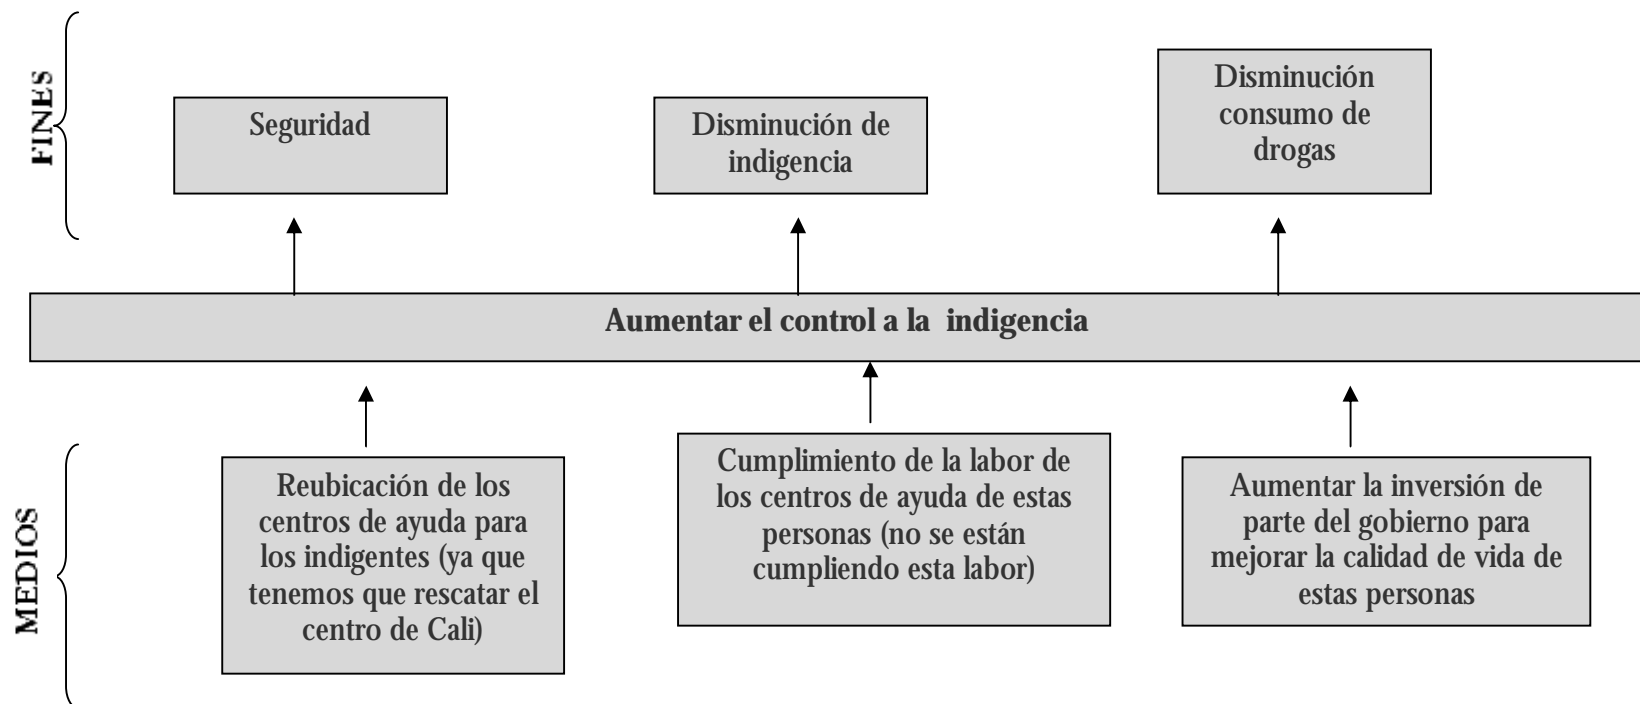 FINES
Seguridad
Disminución de
indigencia
Disminución
consumo de
drogas
Aumentar el control a la  indigencia
MEDIOS
Reubicación de los
centros de ayuda para
los indigentes (ya que
tenemos que rescatar el
centro de Cali)
Cumplimiento de la labor de
los centros de ayuda de estas
personas (no se están
cumpliendo esta labor)
Aumentar la inversión de
parte del gobierno para
mejorar la calidad de vida de
estas personas